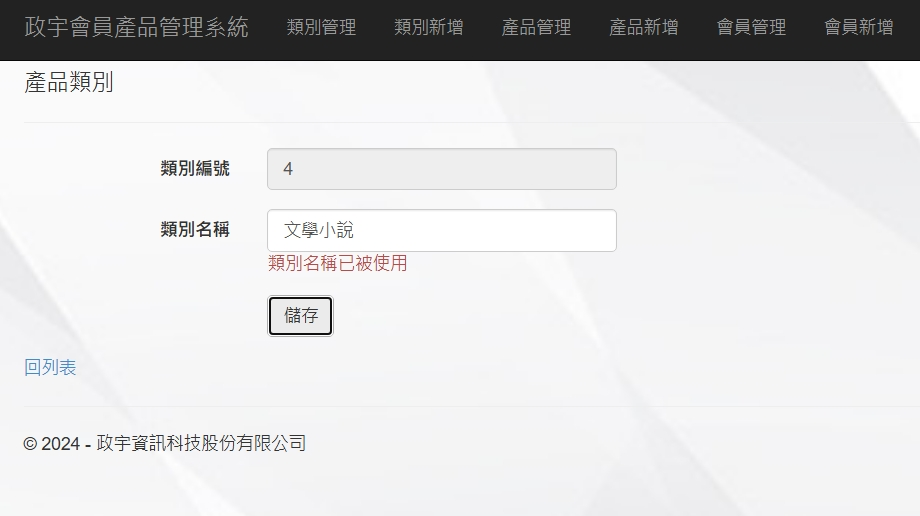 政宇會員產品管理系統 類別管理 類別新增 產品管理 產品新增 會員管理 會員新增
產品類別
類別編號 4
類別名稱 文學小說
類別名稱已被使用
儲存
回列表
© 2024 - 政宇資訊科技股份有限公司